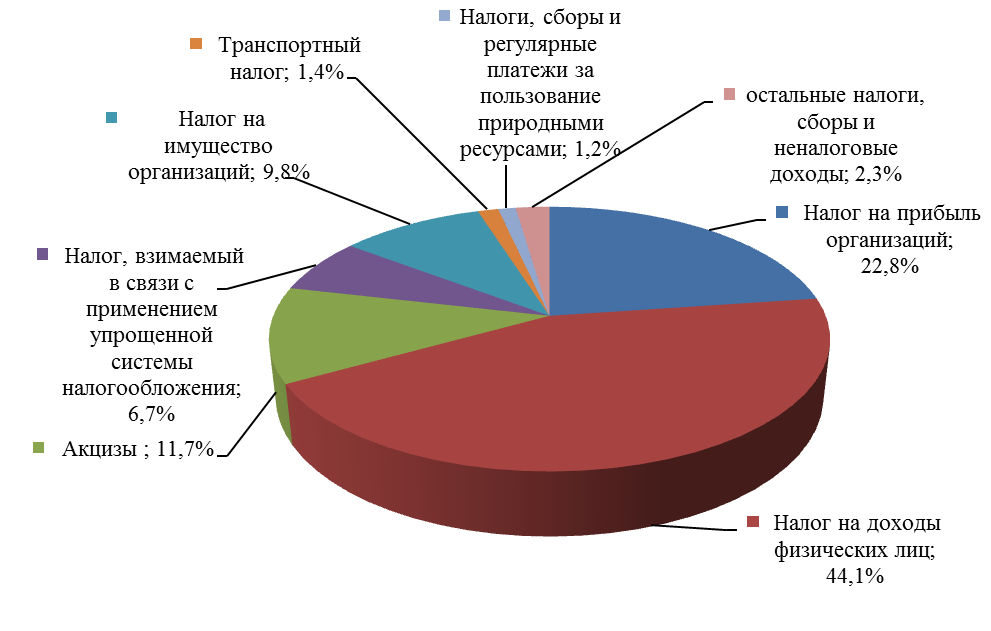 Налоги, сборы и
регулярные
платежи за
пользование
природными
ресурсами; 1,2%
Транспортный
налог; 1,4%
остальные налоги,
сборы и
неналоговые
доходы; 2,3%
Налог на
имущество
организаций; 9,8%
Налог на прибыль
организаций;
22,8%
Налог, взимаемый
в связи с
применением
упрощенной
системы
налогообложения;
6,7%
Акцизы ; 11,7%
Налог на доходы
физических лиц;
44,1%